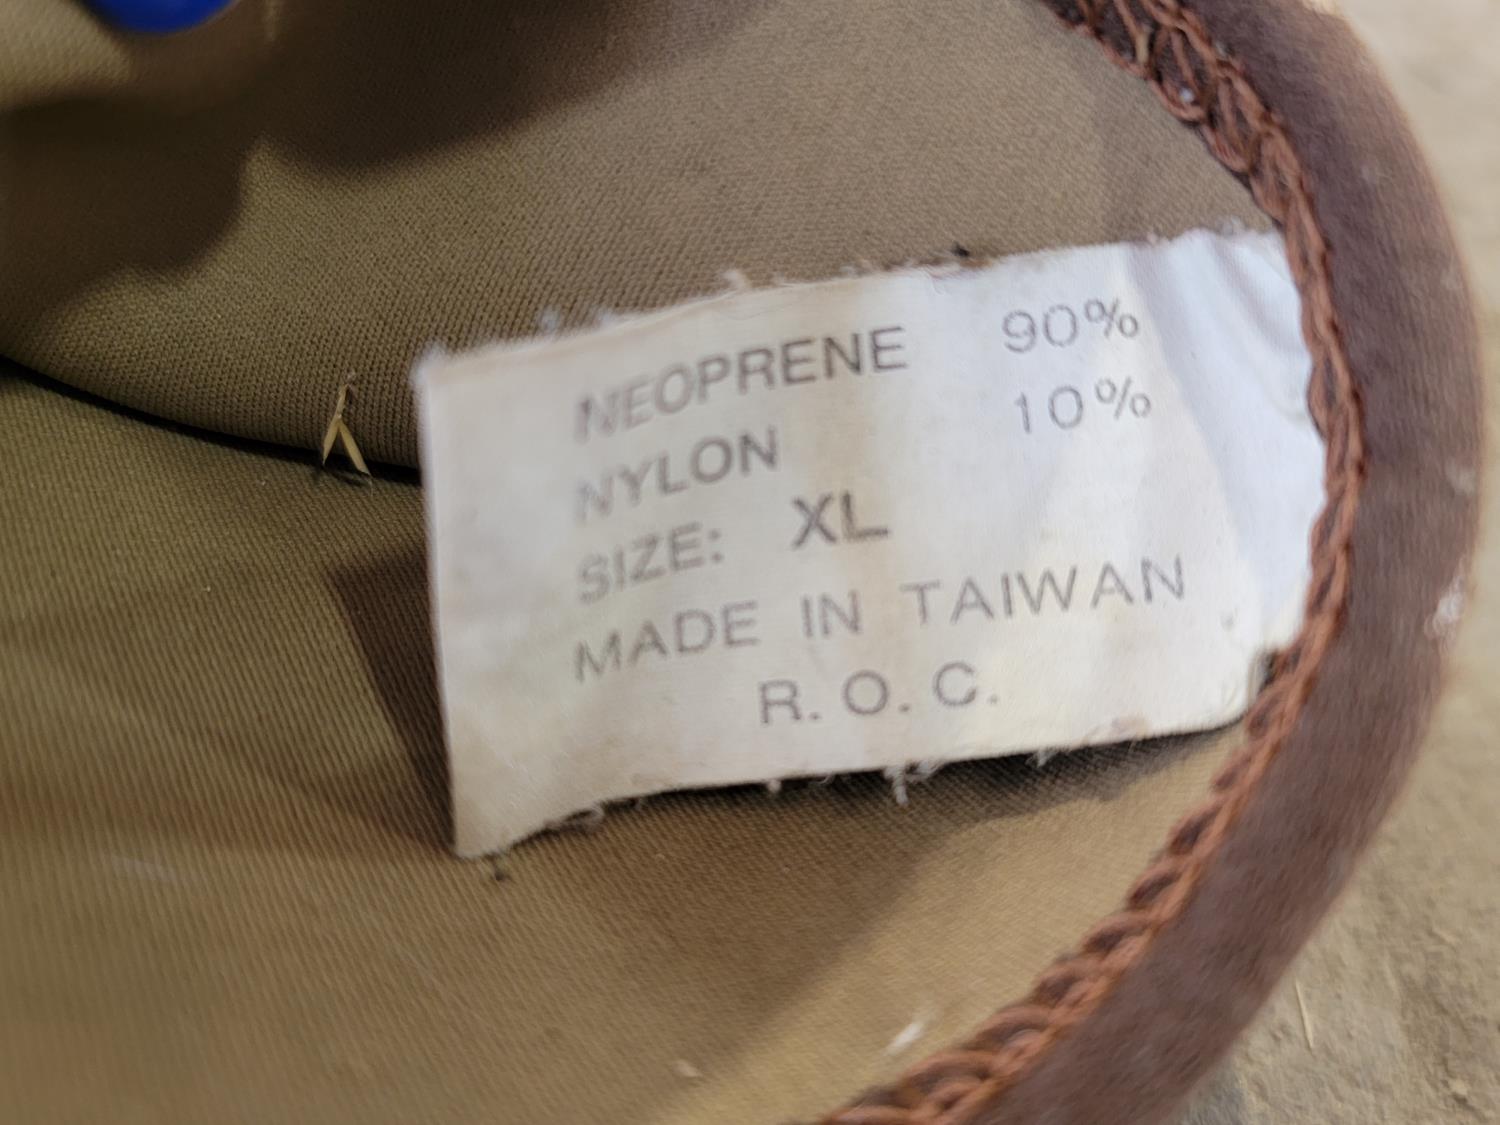 NEOPRENE 90%
NYLON 10%
SIZE: XL
MADE IN TAIWAN
R. O. C.